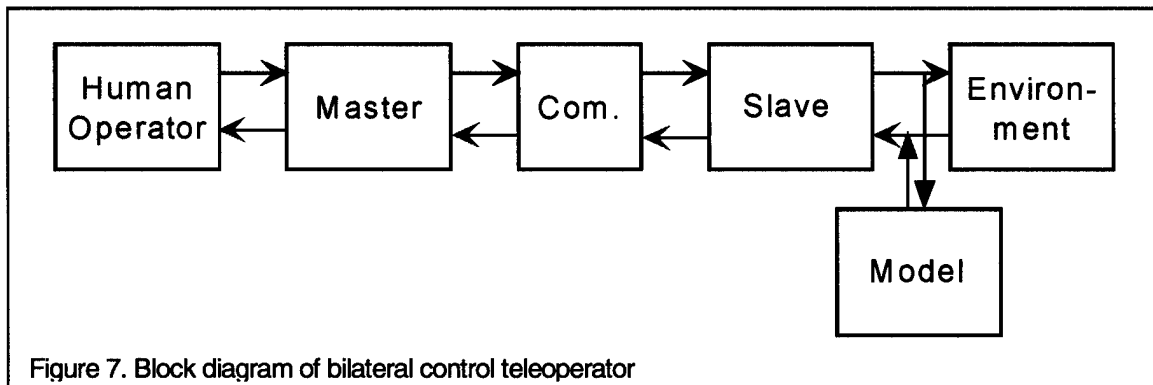 Human
Operator
Master
Com.
Slave
Environ-
ment
Model
Figure 7. Block diagram of bilateral control teleoperator